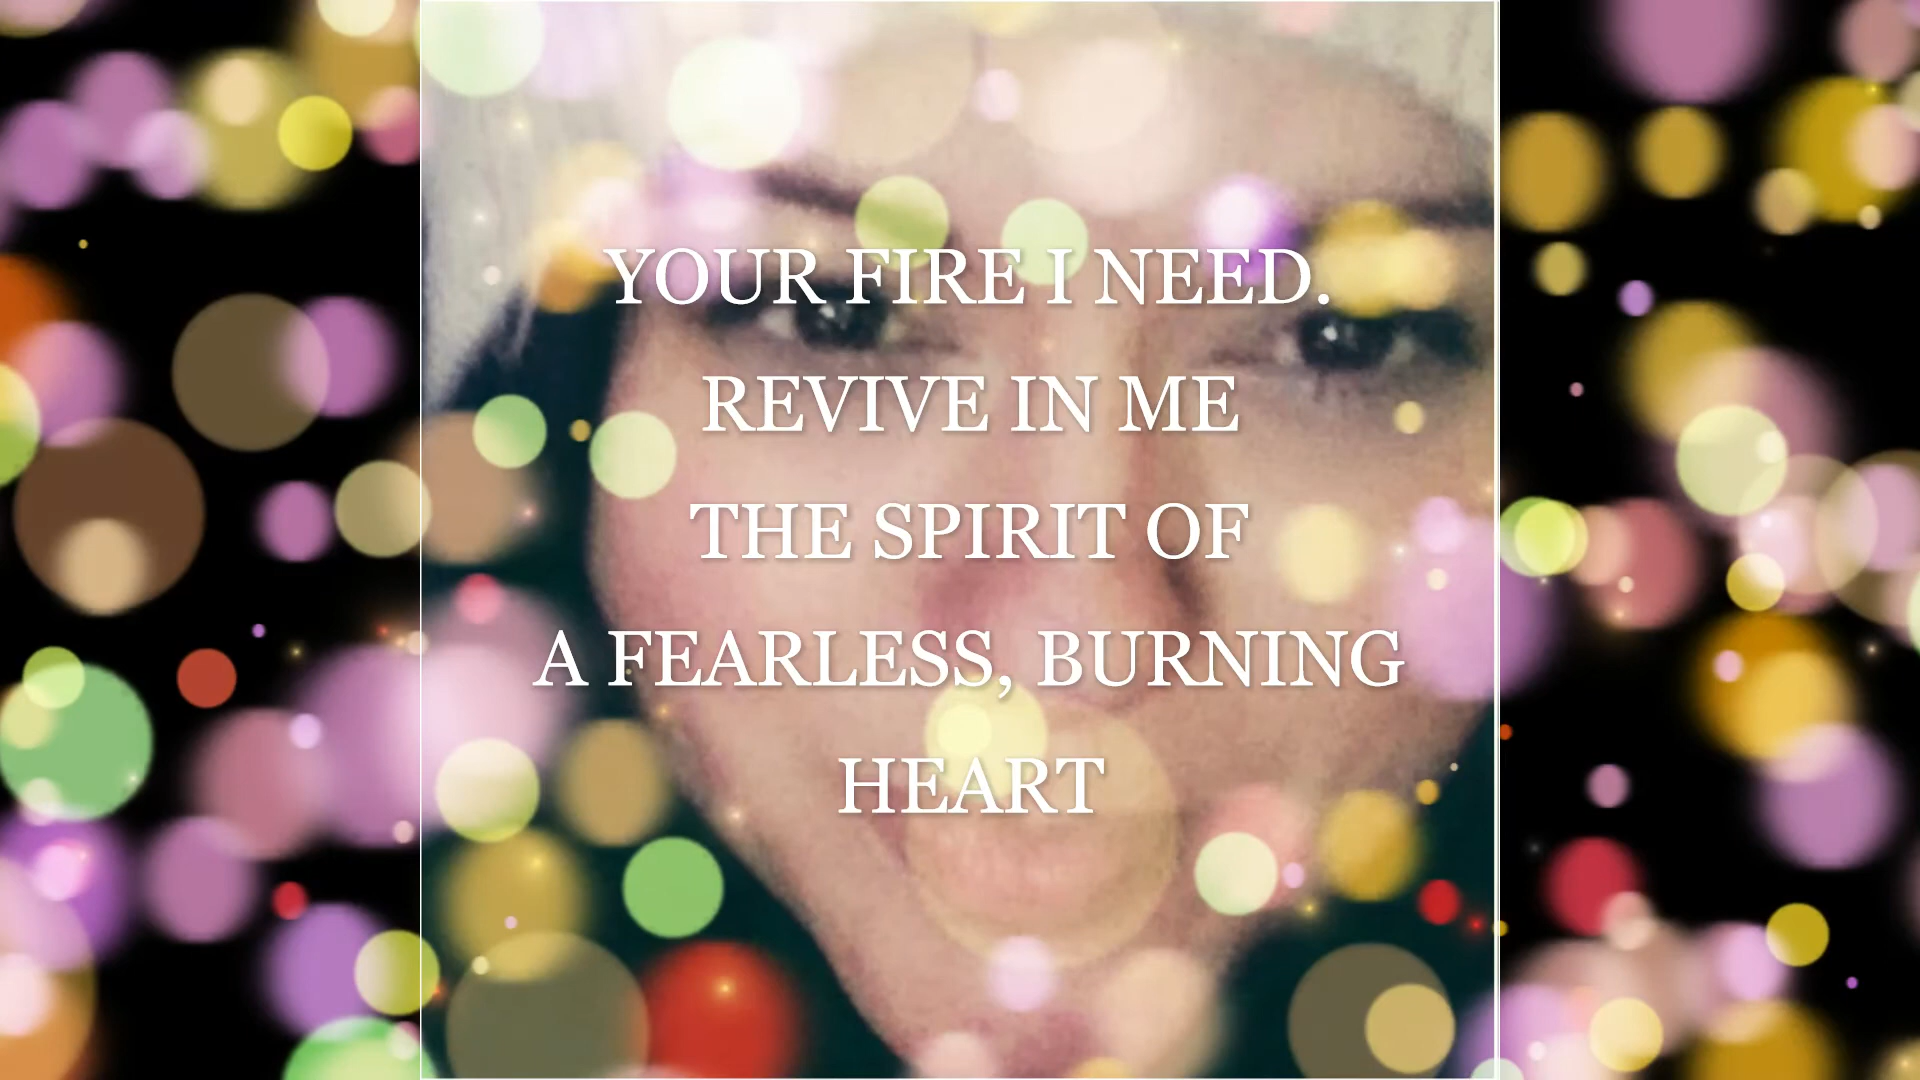 YOUR FIRE I NEED.
REVIVE IN ME
THE SPIRIT OF
A FEARLESS, BURNING
HEART